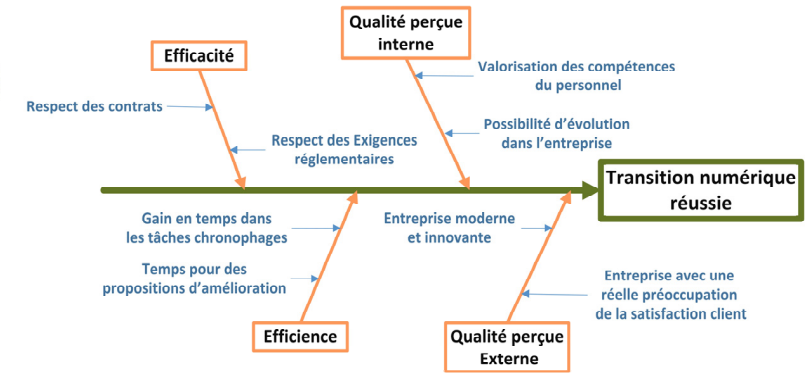 Efficacité
Qualité perçue
interne
Valorisation des compétences
du personnel
Respect des contrats
Possibilité d'évolution
dans l'entreprise
Respect des Exigences
réglementaires
Transition numérique
réussie
Gain en temps dans
les tâches chronophages
Entreprise moderne
et innovante
Temps pour des
propositions d'amélioration
Entreprise avec une
réelle préoccupation
de la satisfaction client
Efficience
Qualité perçue
Externe